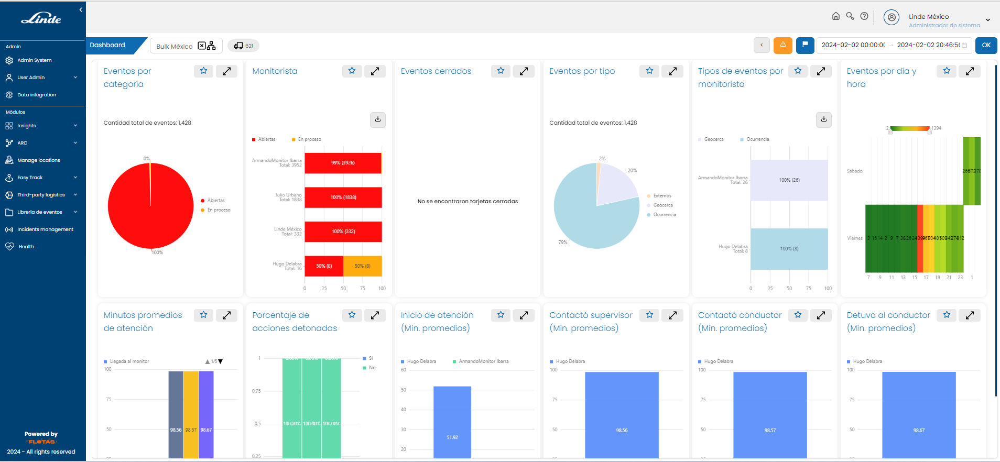 Linde
Linde México
Administrador de sistema
Admin
Admin System
User Admin
Data integration
Módulos
Insights
ARC
Manage locations
Easy Track
Third-party logistics
Librería de eventos
Incidents management
Health
Powered by
FLOTAS
2024 - All rights reserved
Dashboard
Bulk México
621
2024-02-02 00:00:0
2024-02-02 20:46:56
OK
Eventos por
categoría
Cantidad total de eventos: 1,428
0%
100%
Abiertas
En proceso
Monitorista
Abiertas
En proceso
ArmandoMonitor Ibarra
Total: 3952
99% (3926)
Julio Urbano
Total: 1838
100% (1838)
Linde México
Total: 332
100% (332)
Hugo Delabra
Total: 16
50% (8)
50% (8)
0 25 50 75 100
Eventos cerrados
No se encontraron tarjetas cerradas
Eventos por tipo
Cantidad total de eventos: 1,428
2%
20%
79%
Externos
Geocerca
Ocurrencia
Tipos de eventos por
monitorista
Geocerca
Ocurrencia
ArmandoMonitor Ibarra
Total: 26
100% (26)
Hugo Delabra
Total: 8
100% (8)
0 25 50 75 100
Eventos por día y
hora
2
1394
Sábado
Viernes
3 15 14 2 9 7 38 26 24
7 9 11 13 15 17 19 21 23 1
Minutos promedios
de atención
Llegada al monitor
1/5
100
75
50
98.56 98.57 98.67
Porcentaje de
acciones detonadas
Sí
No
1
0.75
0.5
0.25
100.00% 100.00% 100.00%
Inicio de atención
(Min. promedios)
Hugo Delabra
ArmandoMonitor Ibarra
60
50
40
30
20
51.92
Contactó supervisor
(Min. promedios)
Hugo Delabra
100
75
50
98.56
Contactó conductor
(Min. promedios)
Hugo Delabra
100
75
50
98.57
Detuvo al conductor
(Min. promedios)
Hugo Delabra
100
75
50
98.67